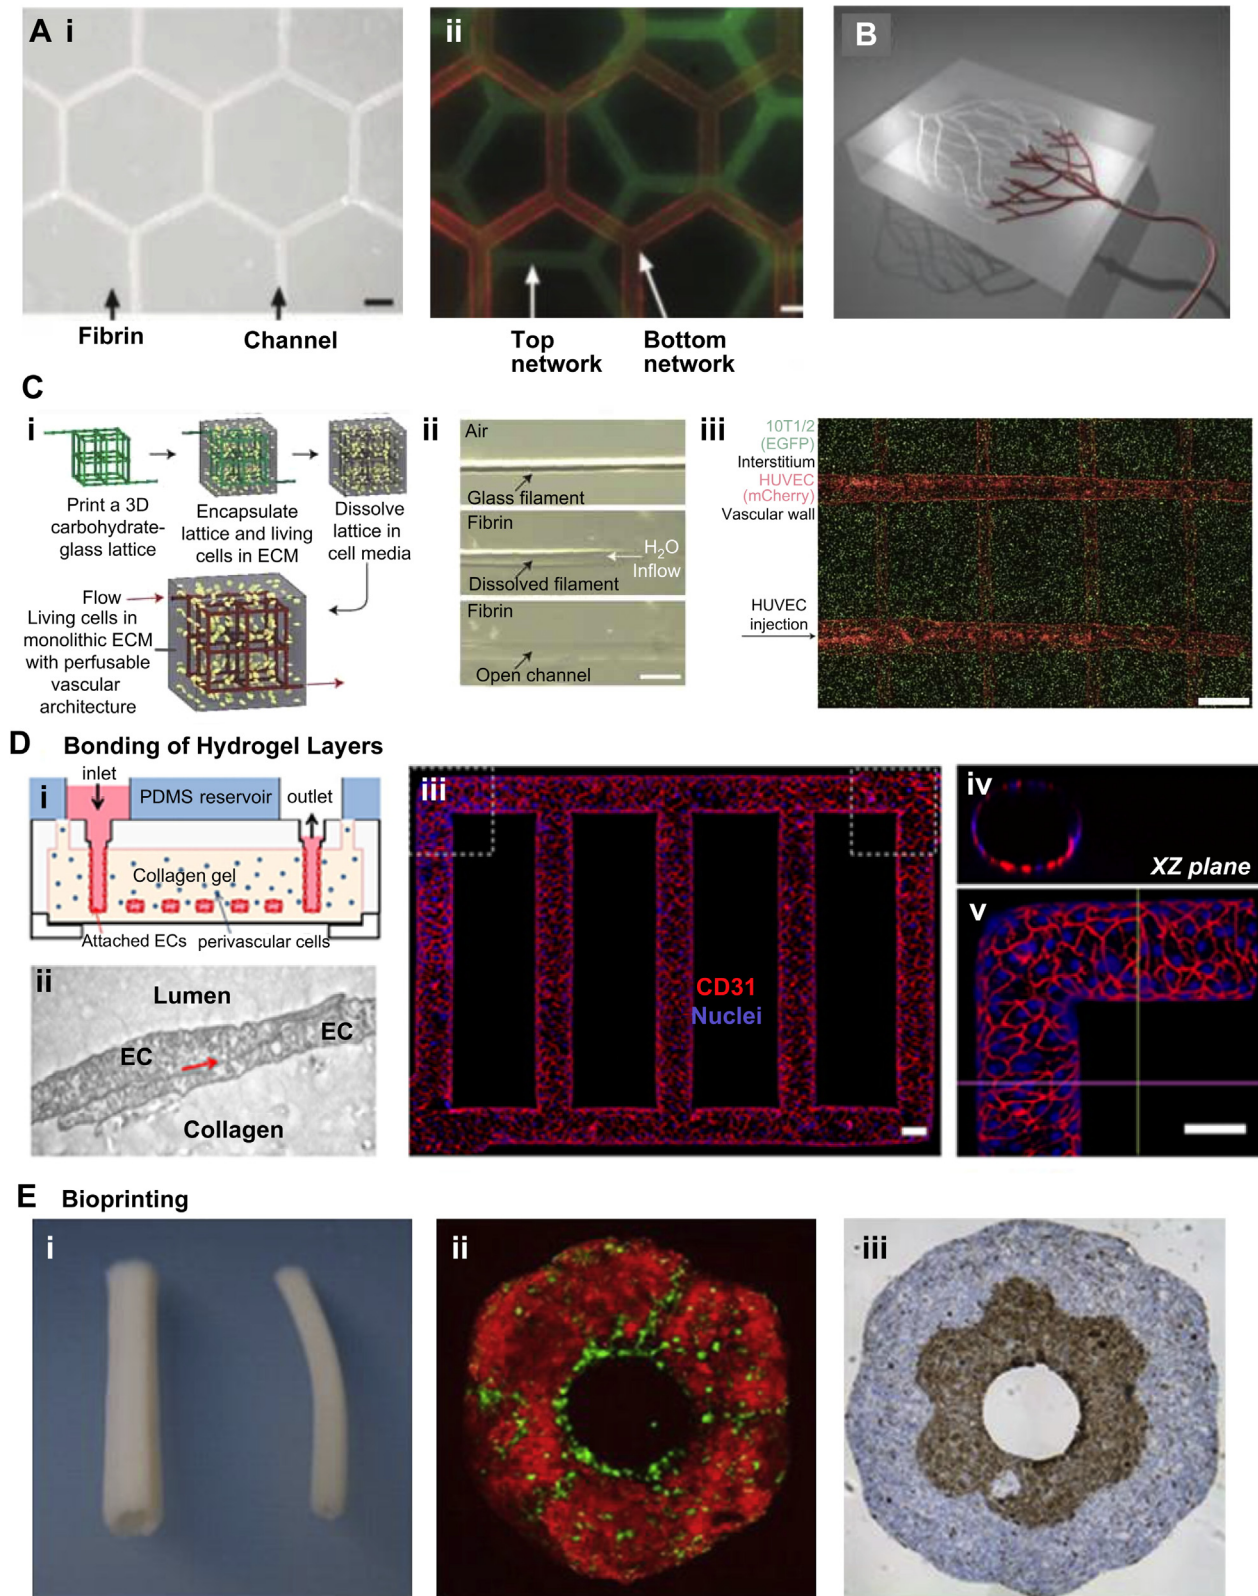 A i
ii
B
Fibrin
Channel
Top
network
Bottom
network
C
i
Print a 3D
carbohydrate-
glass lattice
Encapsulate
lattice and living
cells in ECM
Dissolve
lattice in
cell media
Flow
Living cells in
monolithic ECM
with perfusable
vascular
architecture
ii
Air
Glass filament
Fibrin
H2O
Inflow
Dissolved filament
Fibrin
Open channel
iii
10T1/2
(EGFP)
Interstitium
HUVEC
(mCherry)
Vascular wall
HUVEC
injection
D Bonding of Hydrogel Layers
i
inlet
PDMS reservoir
outlet
Collagen gel
Attached ECs
perivascular cells
ii
Lumen
EC
EC
Collagen
iii
CD31
Nuclei
iv
XZ plane
v
E Bioprinting
i
ii
iii